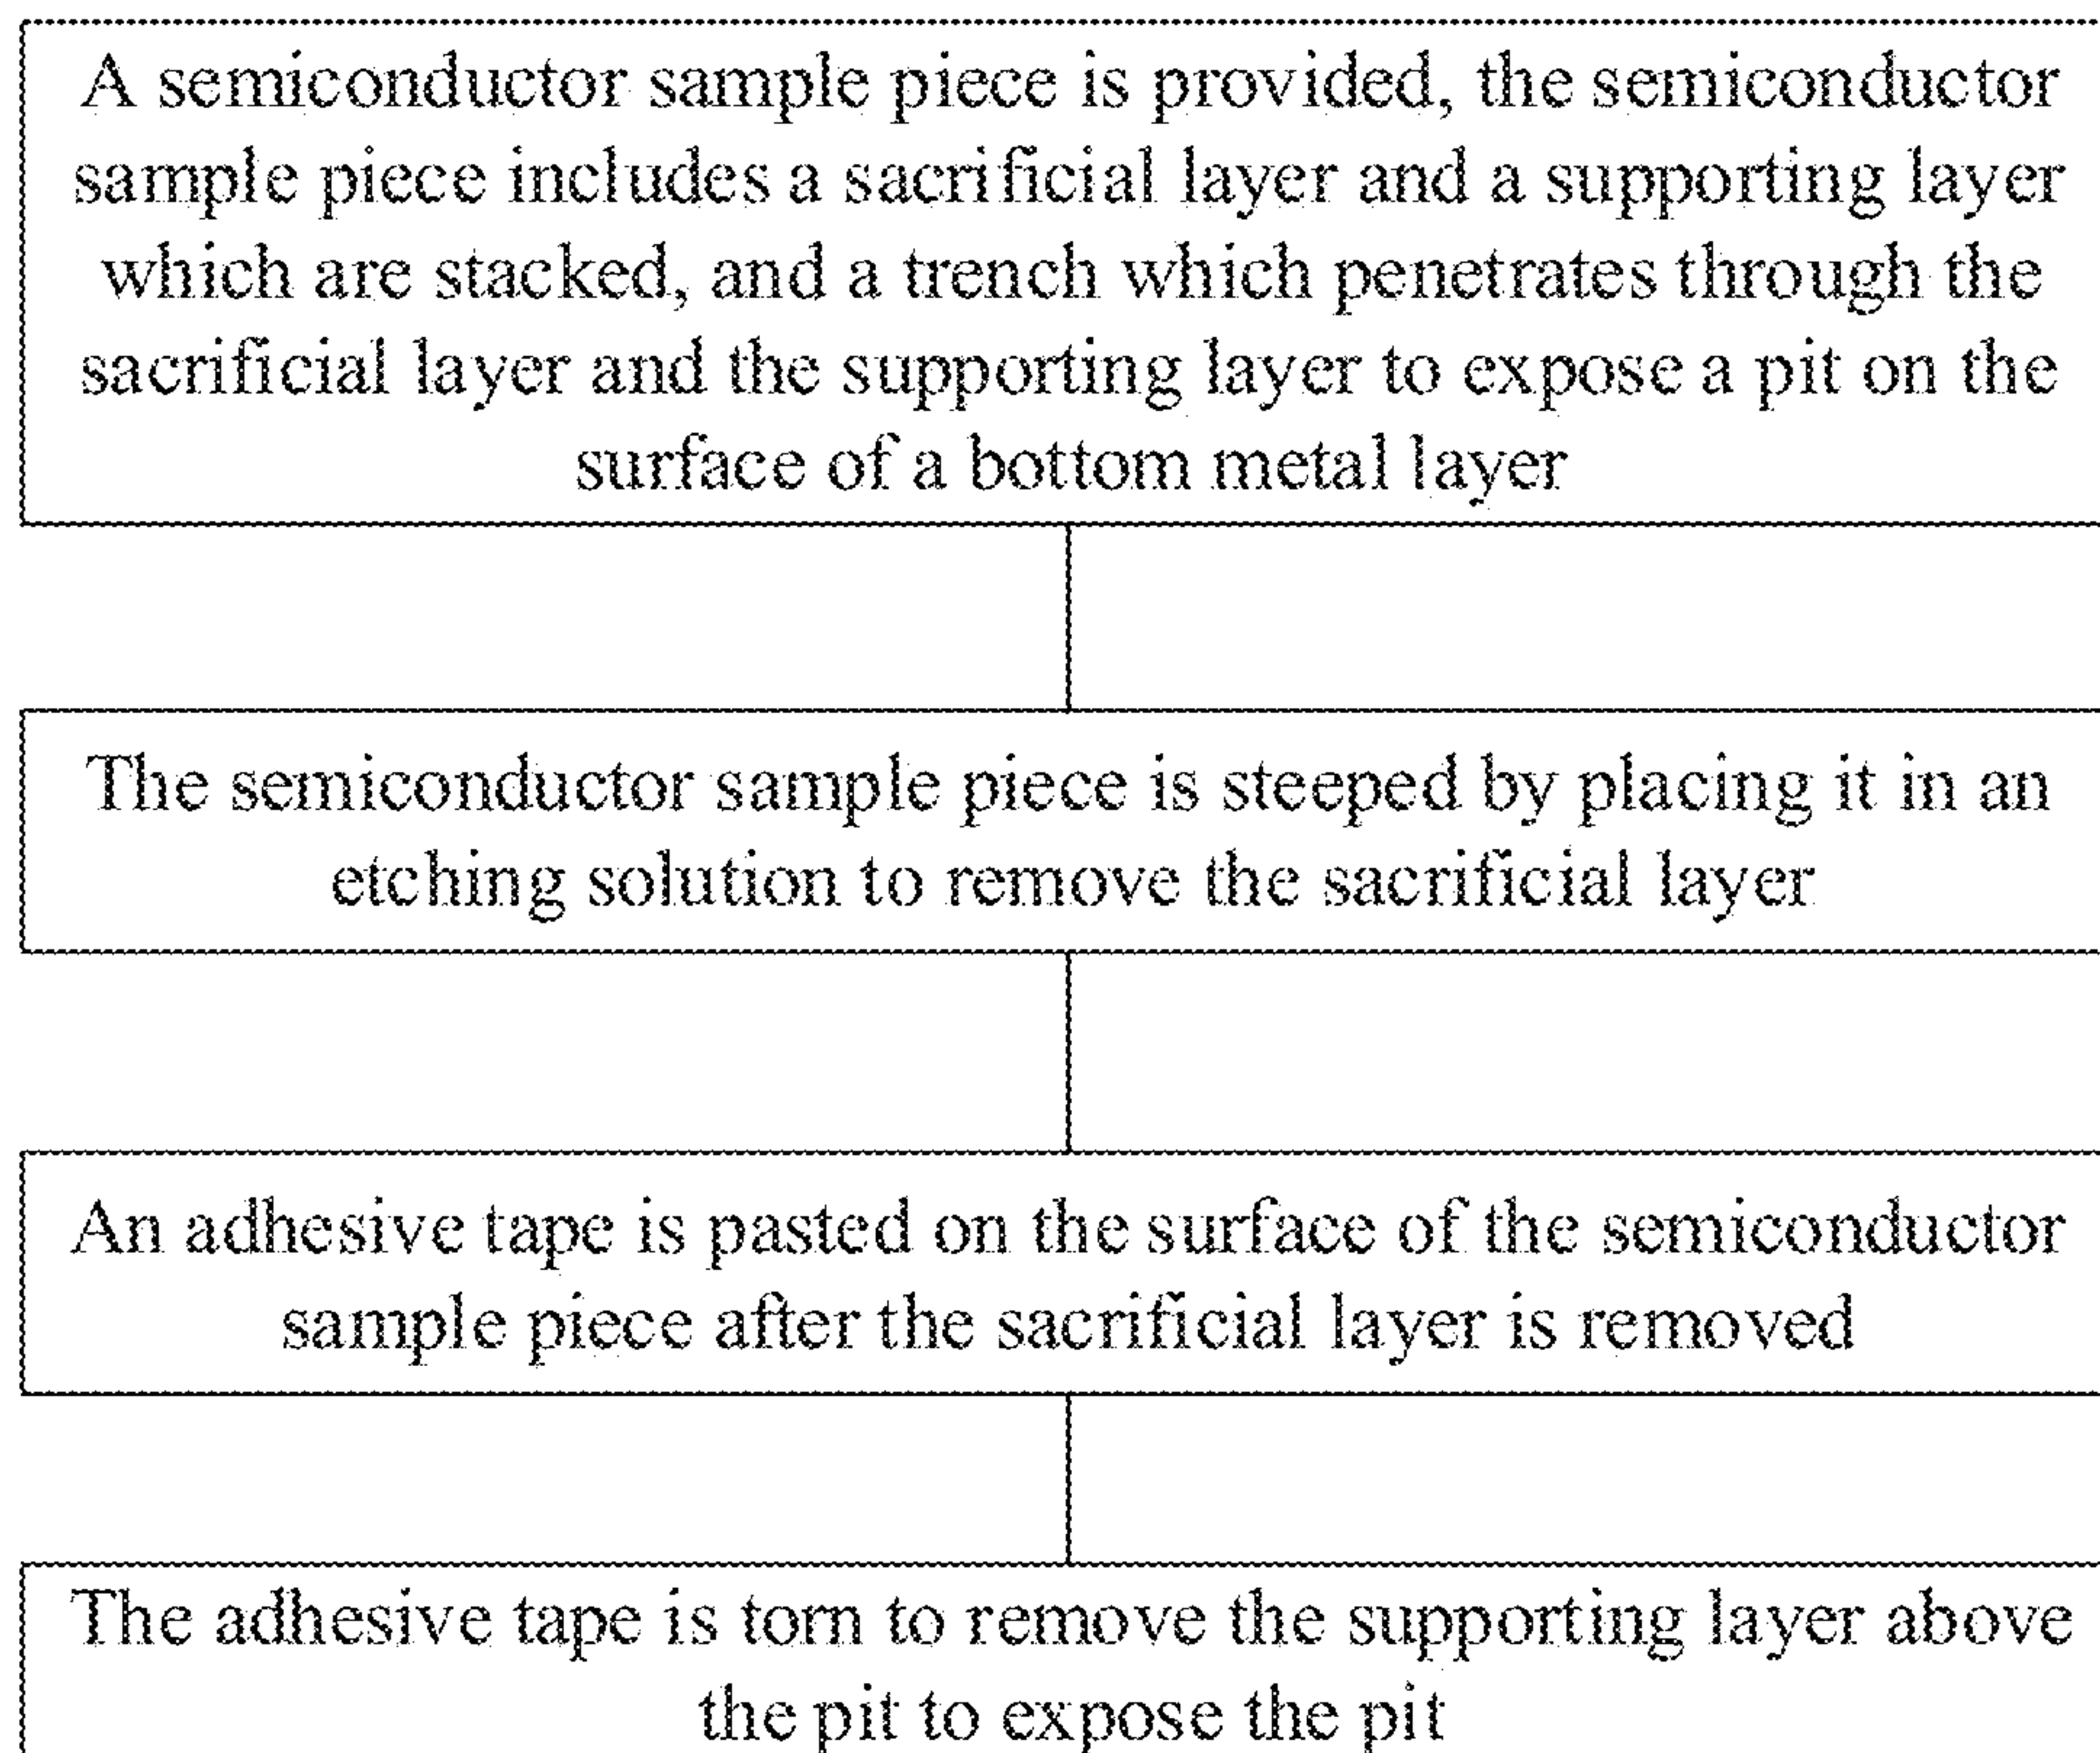 A semiconductor sample piece is provided, the semiconductor
sample piece includes a sacrificial layer and a supporting layer
which are stacked, and a trench which penetrates through the
sacrificial layer and the supporting layer to expose a pit on the
surface of a bottom metal layer
The semiconductor sample piece is steeped by placing it in an
etching solution to remove the sacrificial layer
An adhesive tape is pasted on the surface of the semiconductor
sample piece after the sacrificial layer is removed
The adhesive tape is torn to remove the supporting layer above
the pit to expose the pit